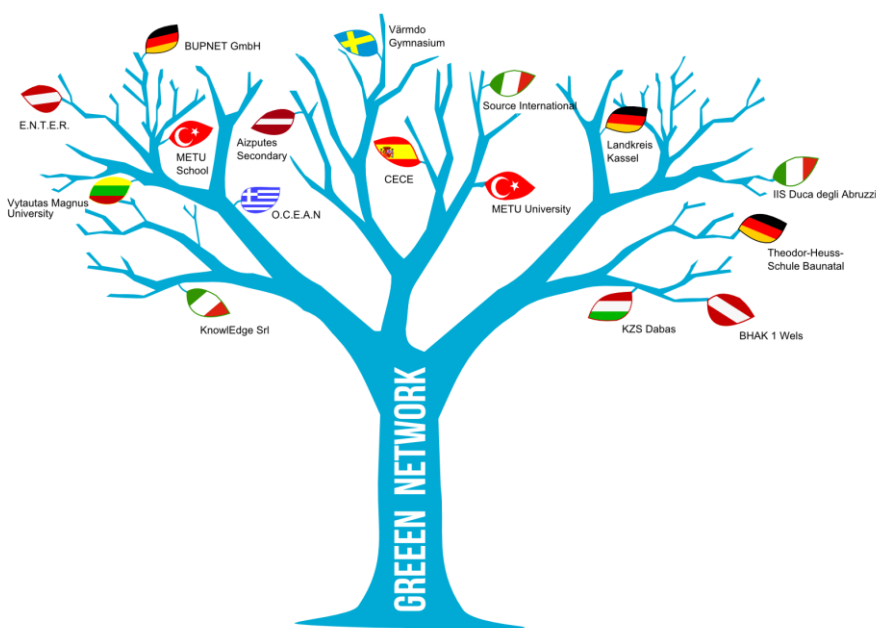 BUPNET GmbH
Värmdo
Gymnasium
E.N.T.E.R.
METU
School
Aizputes
Secondary
Source International
Landkreis
Kassel
CECE
Vytautas Magnus
University
O.C.E.A.N
METU University
IIS Duca degli Abruzzi
Theodor-Heuss-
Schule Baunatal
KnowlEdge Srl
KZS Dabas
BHAK 1 Wels
GREEEN NETWORK